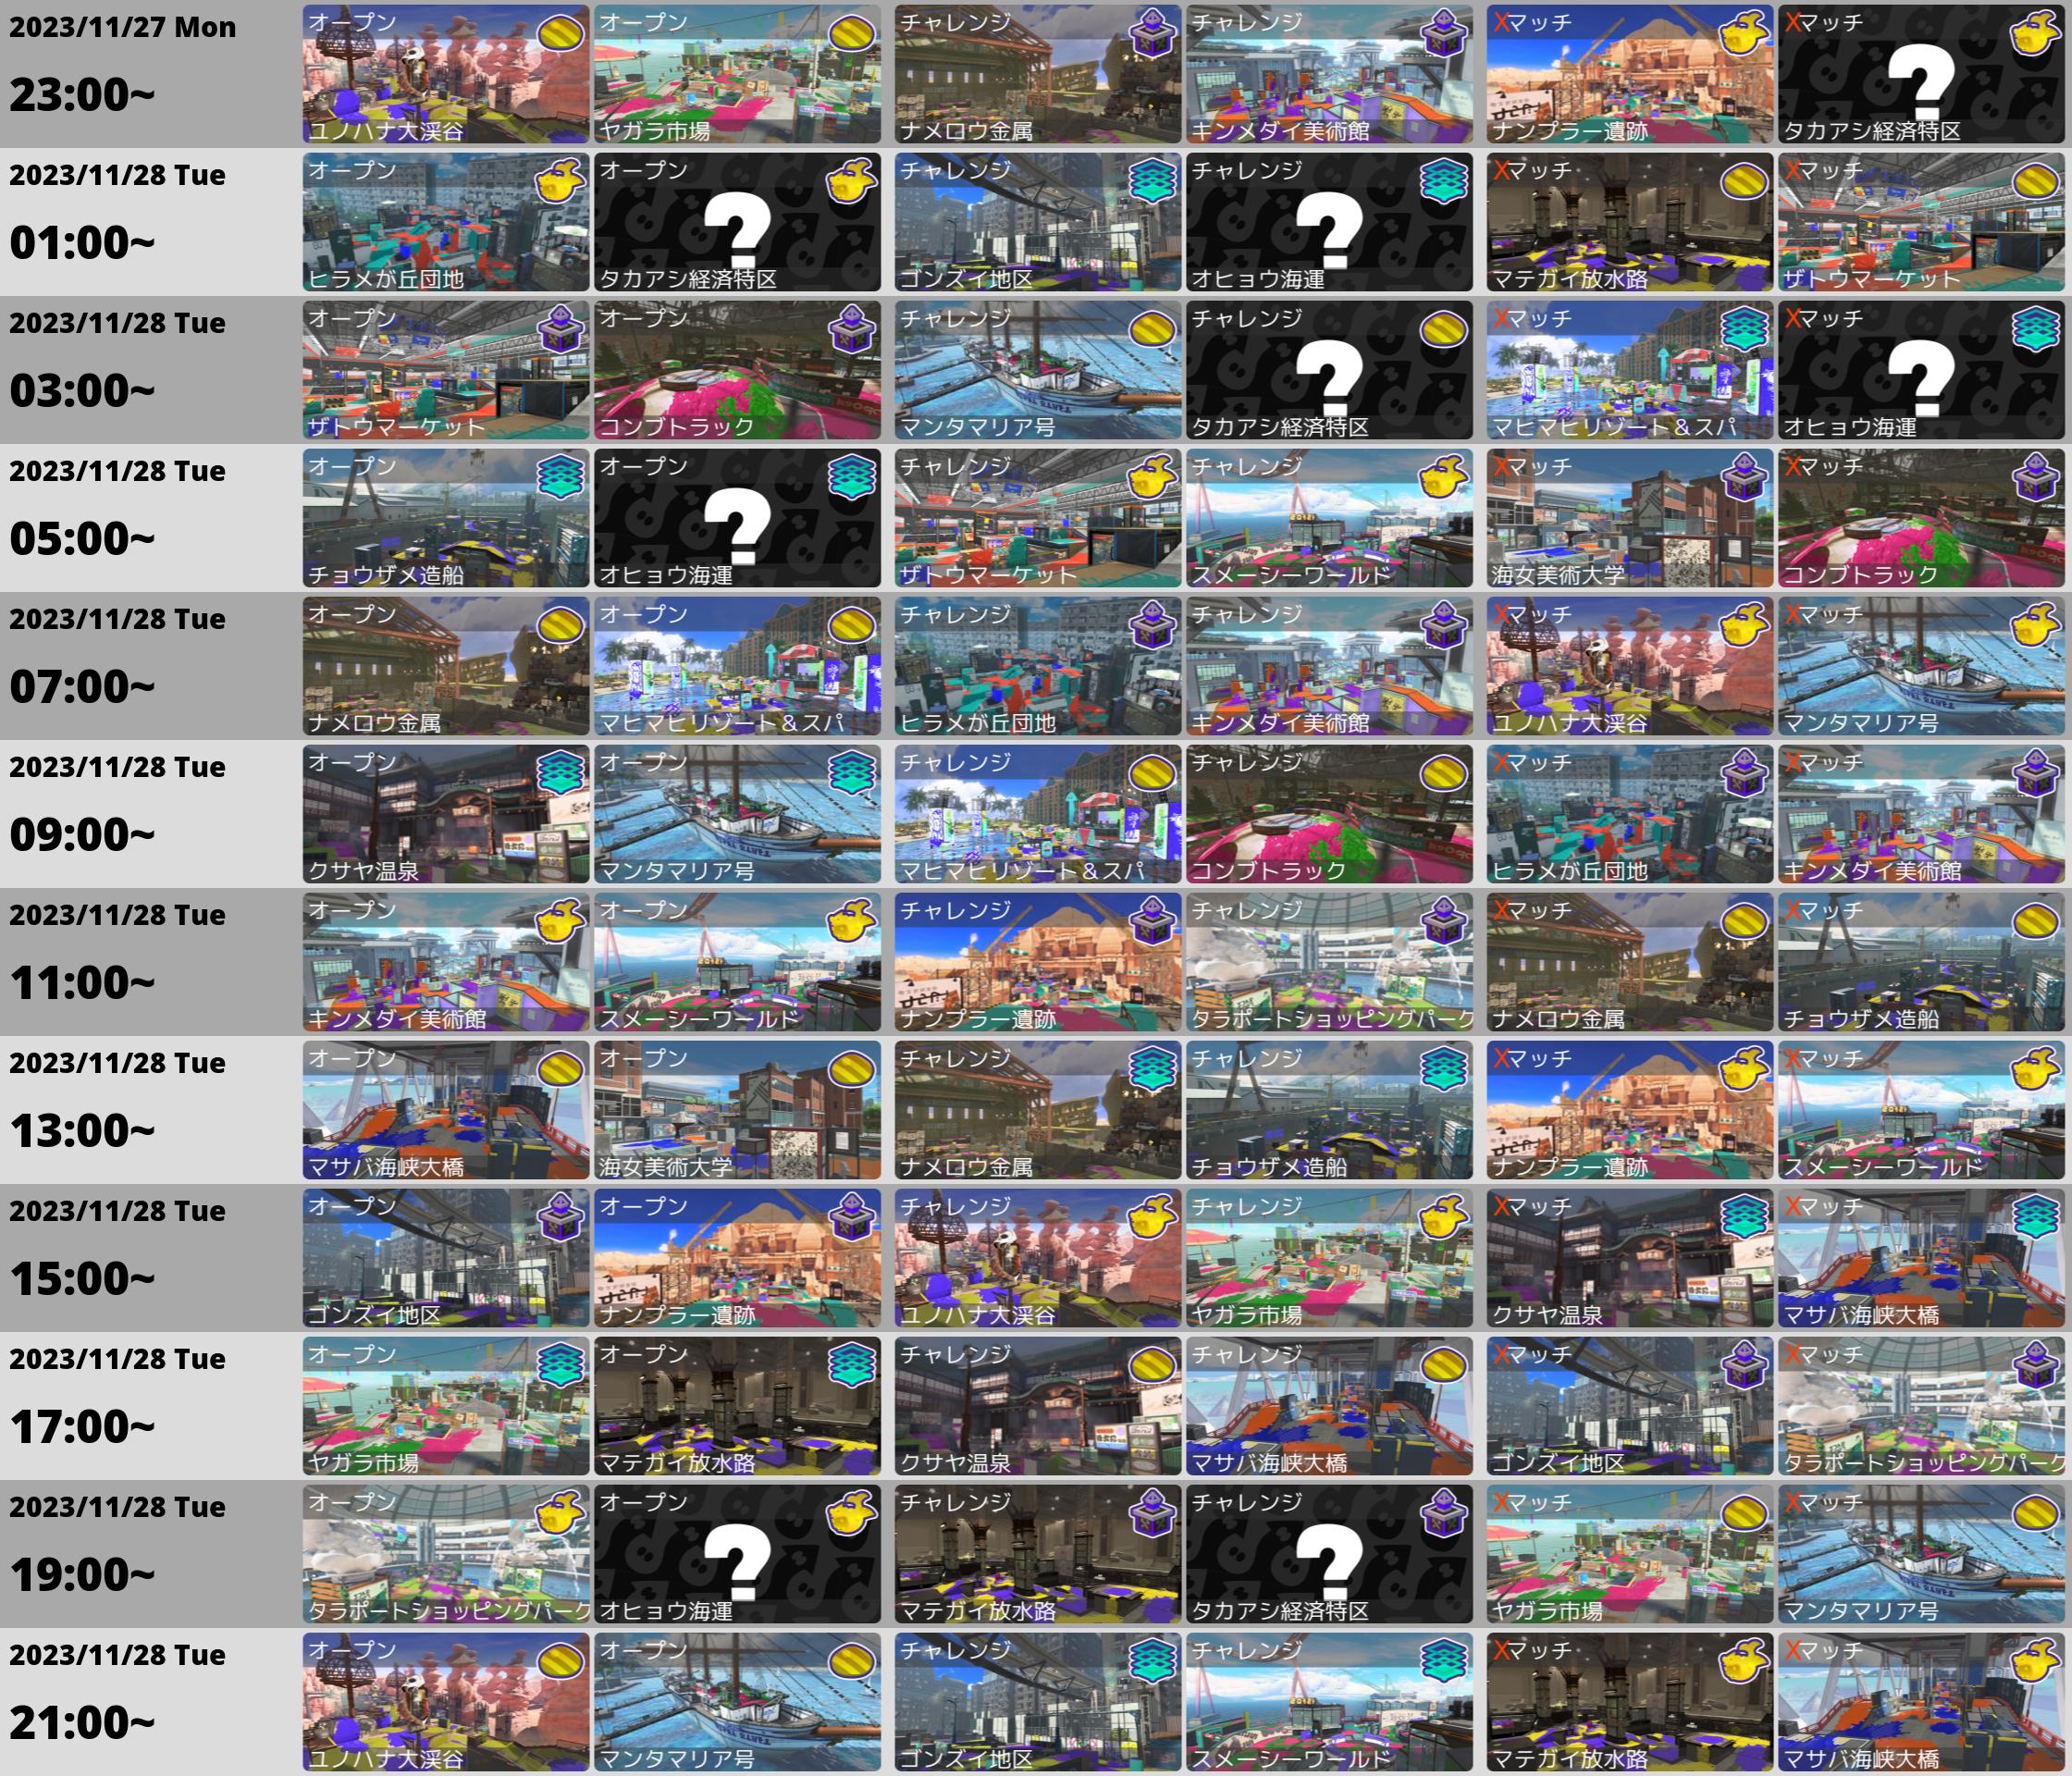 2023/11/27 Mon
23:00~
オープン オープン チャレンジ チャレンジ Xマッチ Xマッチ
ユノハナ大渓谷 ヤガラ市場 ナメロウ金属 キンメダイ美術館 ナンプラー遺跡 タカアシ経済特区
2023/11/28 Tue
01:00~
オープン オープン チャレンジ チャレンジ Xマッチ Xマッチ
ヒラメが丘団地 タカアシ経済特区 ゴンズイ地区 オヒョウ海運 マテガイ放水路 ザトウマーケット
2023/11/28 Tue
03:00~
オープン オープン チャレンジ チャレンジ Xマッチ Xマッチ
ザトウマーケット コンブトラック マンタマリア号 タカアシ経済特区 マヒマヒリゾート＆スパ オヒョウ海運
2023/11/28 Tue
05:00~
オープン オープン チャレンジ チャレンジ Xマッチ Xマッチ
チョウザメ造船 オヒョウ海運 ザトウマーケット スメーシーワールド 海女美術大学 コンブトラック
2023/11/28 Tue
07:00~
オープン オープン チャレンジ チャレンジ Xマッチ Xマッチ
ナメロウ金属 マヒマヒリゾート＆スパ ヒラメが丘団地 キンメダイ美術館 ユノハナ大渓谷 マンタマリア号
2023/11/28 Tue
09:00~
オープン オープン チャレンジ チャレンジ Xマッチ Xマッチ
クサヤ温泉 マンタマリア号 マヒマヒリゾート＆スパ コンブトラック ヒラメが丘団地 キンメダイ美術館
2023/11/28 Tue
11:00~
オープン オープン チャレンジ チャレンジ Xマッチ Xマッチ
キンメダイ美術館 スメーシーワールド ナンプラー遺跡 タラポートショッピングパーク ナメロウ金属 チョウザメ造船
2023/11/28 Tue
13:00~
オープン オープン チャレンジ チャレンジ Xマッチ Xマッチ
マサバ海峡大橋 海女美術大学 ナメロウ金属 チョウザメ造船 ナンプラー遺跡 スメーシーワールド
2023/11/28 Tue
15:00~
オープン オープン チャレンジ チャレンジ Xマッチ Xマッチ
ゴンズイ地区 ナンプラー遺跡 ユノハナ大渓谷 ヤガラ市場 クサヤ温泉 マサバ海峡大橋
2023/11/28 Tue
17:00~
オープン オープン チャレンジ チャレンジ Xマッチ Xマッチ
ヤガラ市場 マテガイ放水路 クサヤ温泉 マサバ海峡大橋 ゴンズイ地区 タラポートショッピングパーク
2023/11/28 Tue
19:00~
オープン オープン チャレンジ チャレンジ Xマッチ Xマッチ
タラポートショッピングパーク オヒョウ海運 マテガイ放水路 タカアシ経済特区 ヤガラ市場 マンタマリア号
2023/11/28 Tue
21:00~
オープン オープン チャレンジ チャレンジ Xマッチ Xマッチ
ユノハナ大渓谷 マンタマリア号 ゴンズイ地区 スメーシーワールド マテガイ放水路 マサバ海峡大橋